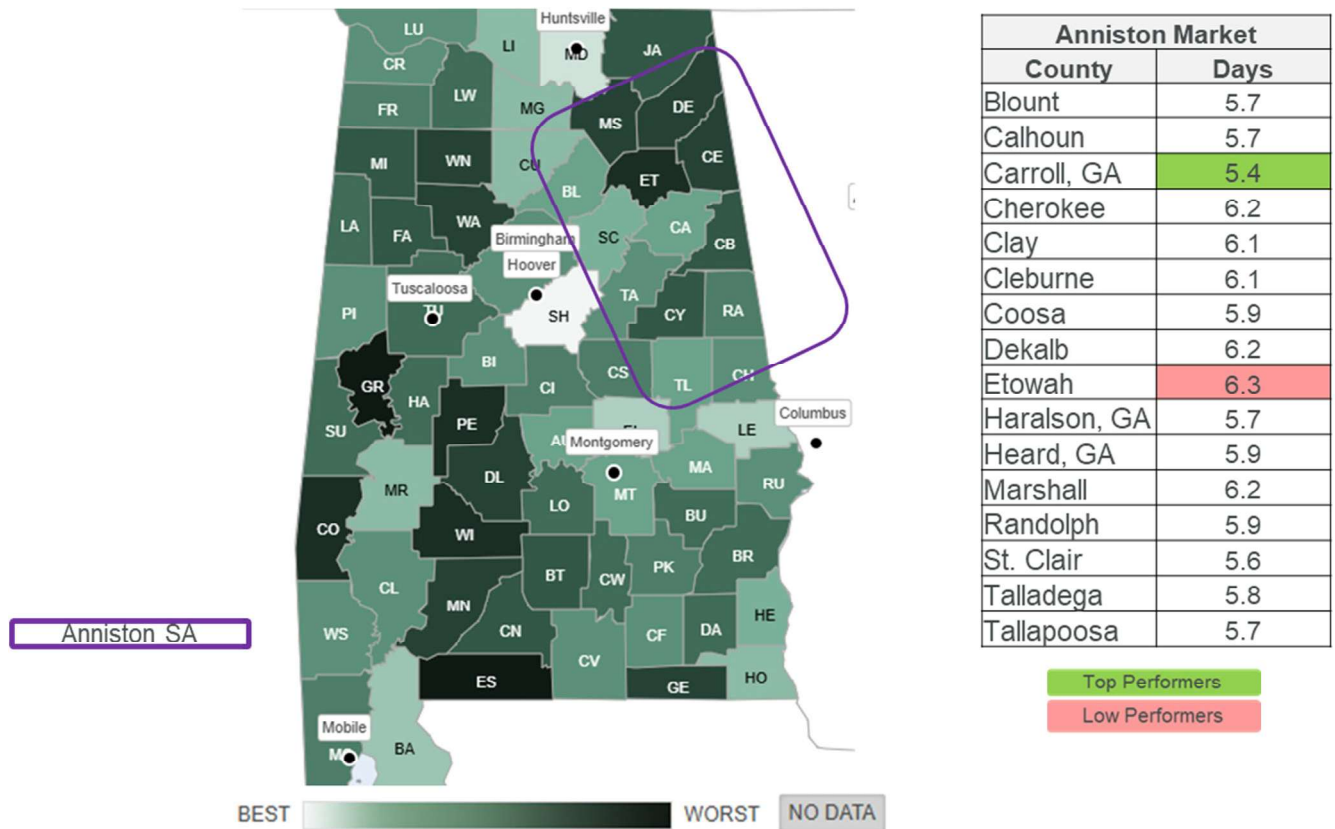 Huntsville
LU
LI
MD
JA
CR
LW
MG
FR
MS
DE
MI
WN
CU
CE
ET
BL
LA
FA
WA
SC
CA
CB
Birmingham
Hoover
Tuscaloosa
TU
PI
SH
TA
CY
RA
GR
BI
HA
CI
CS
TL
CH
SU
PE
AU
Montgomery
LE
Columbus
MR
DL
MA
MT
RU
CO
LO
BU
WI
BR
CL
BT
CW
PK
MN
HE
WS
CN
CF
DA
CV
ES
GE
HO
Mobile
BA
Anniston SA
BEST
WORST
NO DATA
Anniston Market
County Days
Blount 5.7
Calhoun 5.7
Carroll, GA 5.4
Cherokee 6.2
Clay 6.1
Cleburne 6.1
Coosa 5.9
Dekalb 6.2
Etowah 6.3
Haralson, GA 5.7
Heard, GA 5.9
Marshall 6.2
Randolph 5.9
St. Clair 5.6
Talladega 5.8
Tallapoosa 5.7
Top Performers
Low Performers